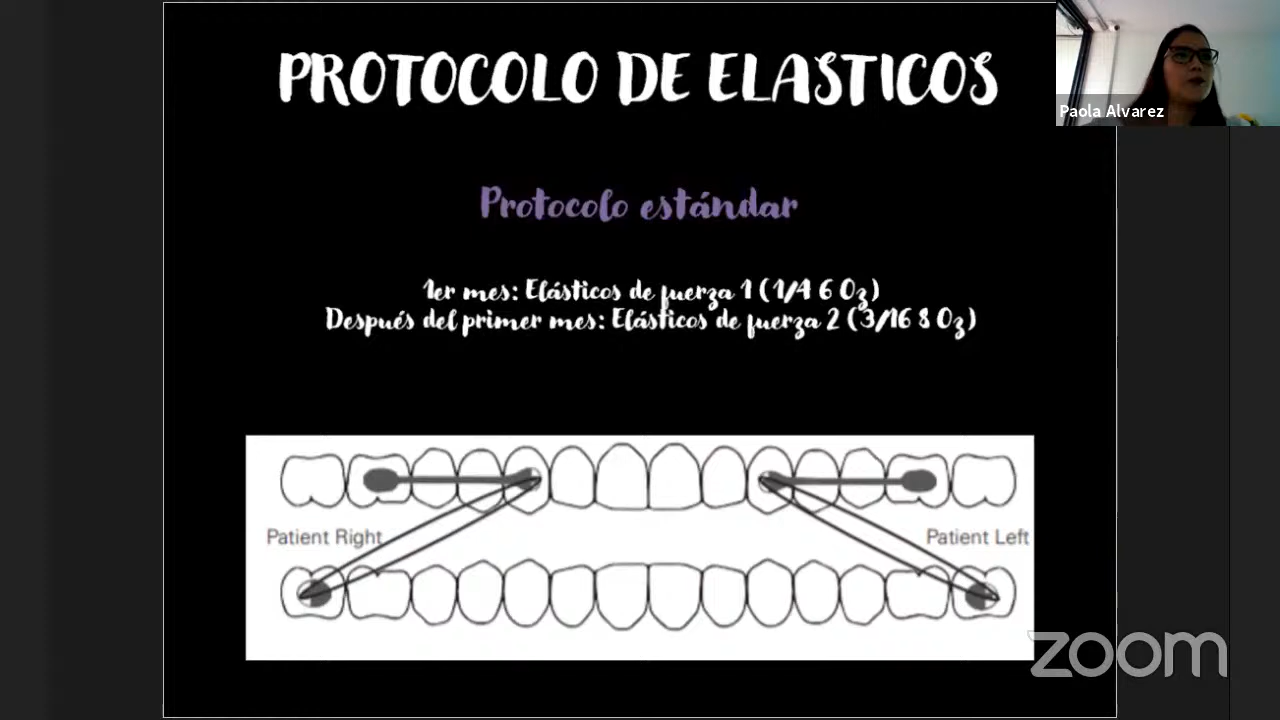 PROTOCOLO DE ELASTICOS
Paola Alvarez
Protocolo estándar
1er mes: Elásticos de fuerza 1 (1/4 6 Oz)
Después del primer mes: Elásticos de fuerza 2 (3/16 8 Oz)
Patient Right
Patient Left
zoom